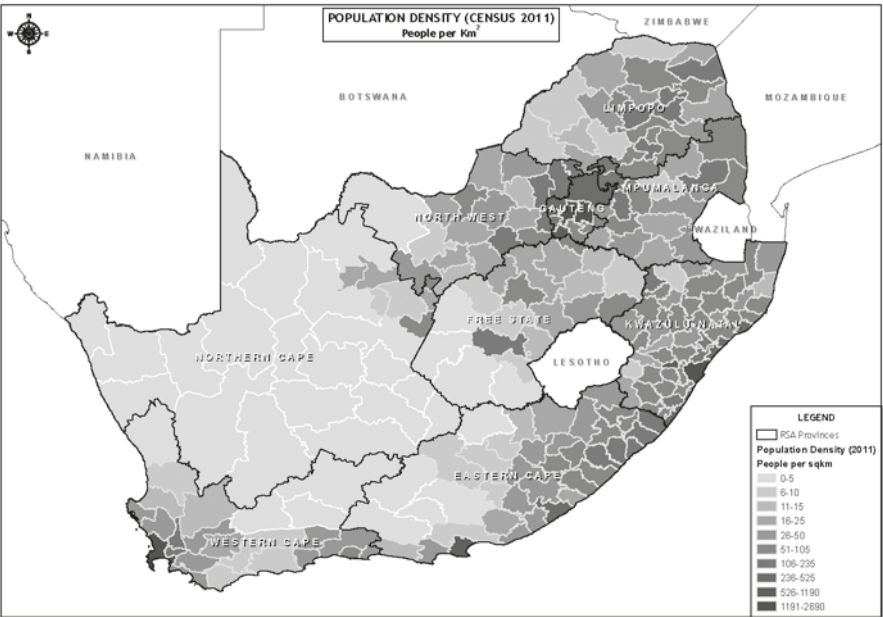 N
W E
S
POPULATION DENSITY (CENSUS 2011)
People per Km²
ZIMBABWE
BOTSWANA
MOZAMBIQUE
NAMIBIA
LIMPOPO
MPUMALANGA
GAUTENG
NORTH WEST
WAZILAND
FREE STATE
KWAZULU-NATAL
NORTHERN CAPE
LESOTHO
EASTERN CAPE
WESTERN CAPE
LEGEND
RSA Provinces
Population Density (2011)
People per sqkm
0-5
6-10
11-15
16-25
26-50
51-105
106-235
236-525
526-1190
1191-2690